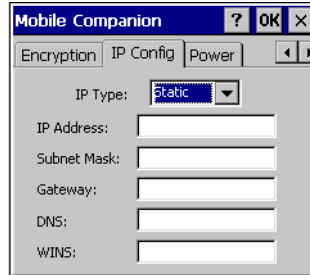 Mobile Companion ? OK ×
Encryption IP Config Power
IP Type: Static
IP Address:
Subnet Mask:
Gateway:
DNS:
WINS: